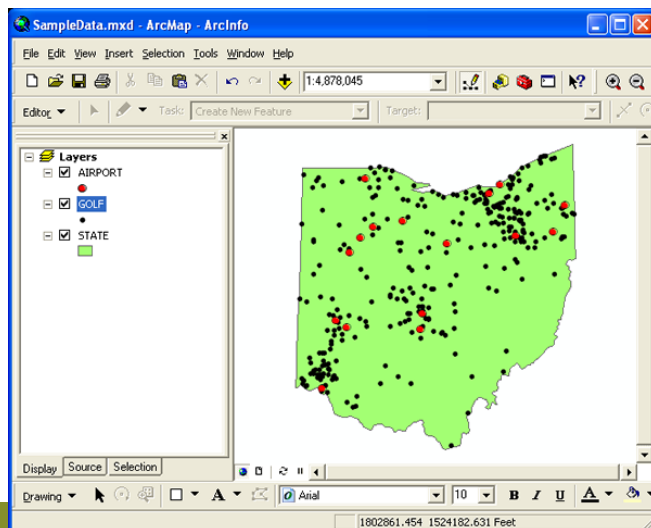 SampleData.mxd - ArcMap - ArcInfo
File Edit View Insert Selection Tools Window Help
1:4,878,045
Editor Task: Create New Feature Target:
Layers
AIRPORT
GOLF
STATE
Display Source Selection
Drawing A Arial 10 B I U A
1802861.454 1524182.631 Feet